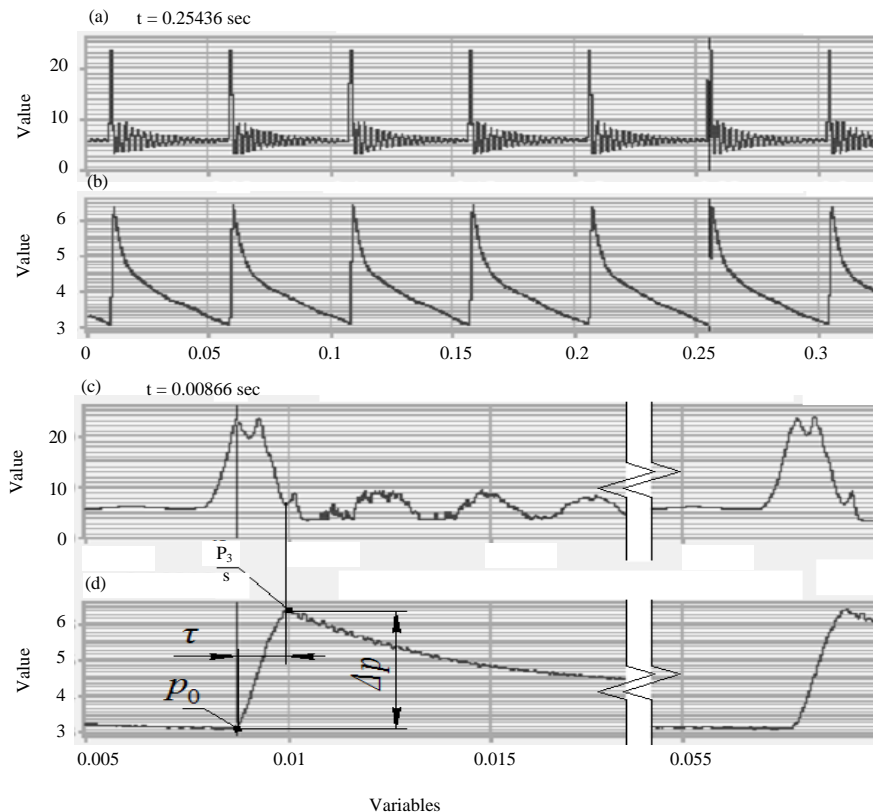 (a) t = 0.25436 sec
20
10
0
Value
(b)
6
5
4
3
Value
0 0.05 0.1 0.15 0.2 0.25 0.3
(c) t = 0.00866 sec
20
10
0
Value
P3
s
(d)
6
5
4
3
Value
τ
p0
Δp
0.005 0.01 0.015 0.055
Variables